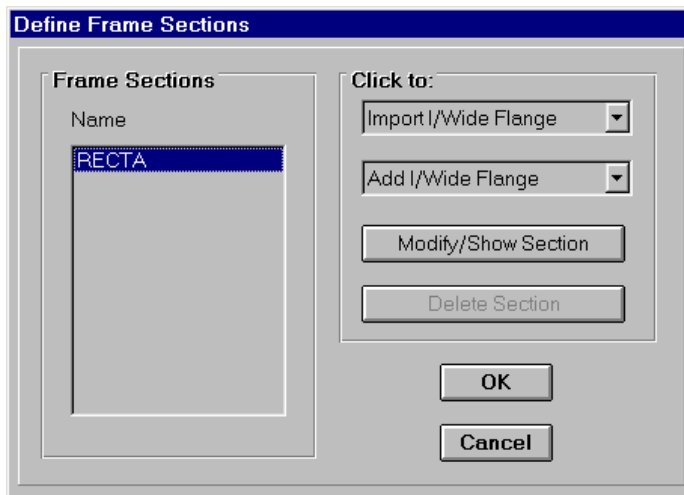 Define Frame Sections
Frame Sections
Name
RECTA
Click to:
Import I/Wide Flange
Add I/Wide Flange
Modify/Show Section
Delete Section
OK
Cancel